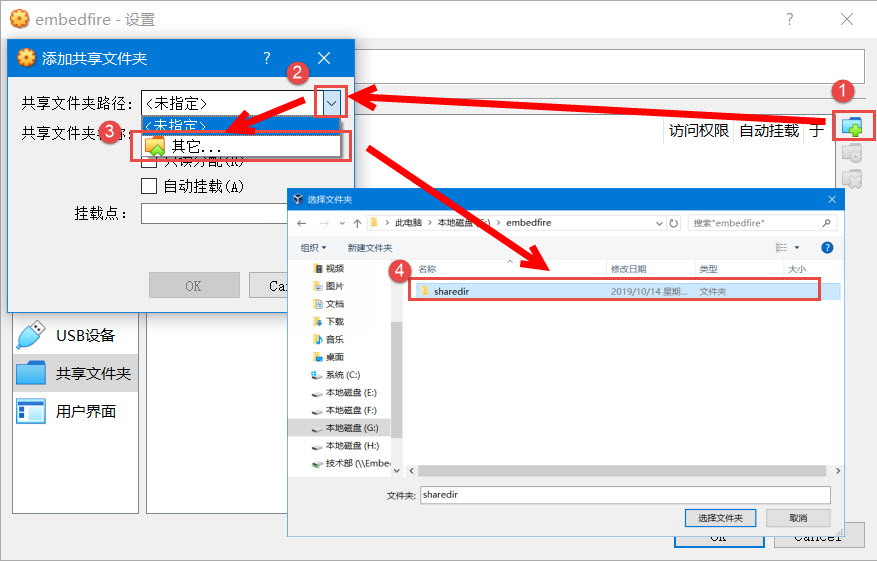 embedfire - 设置
?
添加共享文件夹
?
2
1
共享文件夹路径:
<未指定>
<未指定>
3
共享文件夹
其它...
访问权限
自动挂载
于
自动挂载(A)
挂载点:
OK
选择文件夹
此电脑
本地磁盘
embedfire
搜索"embedfire"
组织
新建文件夹
?
4
视频
图片
文档
下载
音乐
桌面
系统 (C:)
本地磁盘 (E:)
本地磁盘 (F:)
本地磁盘 (G:)
本地磁盘 (H:)
技术部 (\\Embe
名称
修改日期
类型
大小
sharedir
2019/10/14 星期...
文件夹
文件夹:
sharedir
选择文件夹
取消
USB设备
共享文件夹
用户界面
OK
Cancel